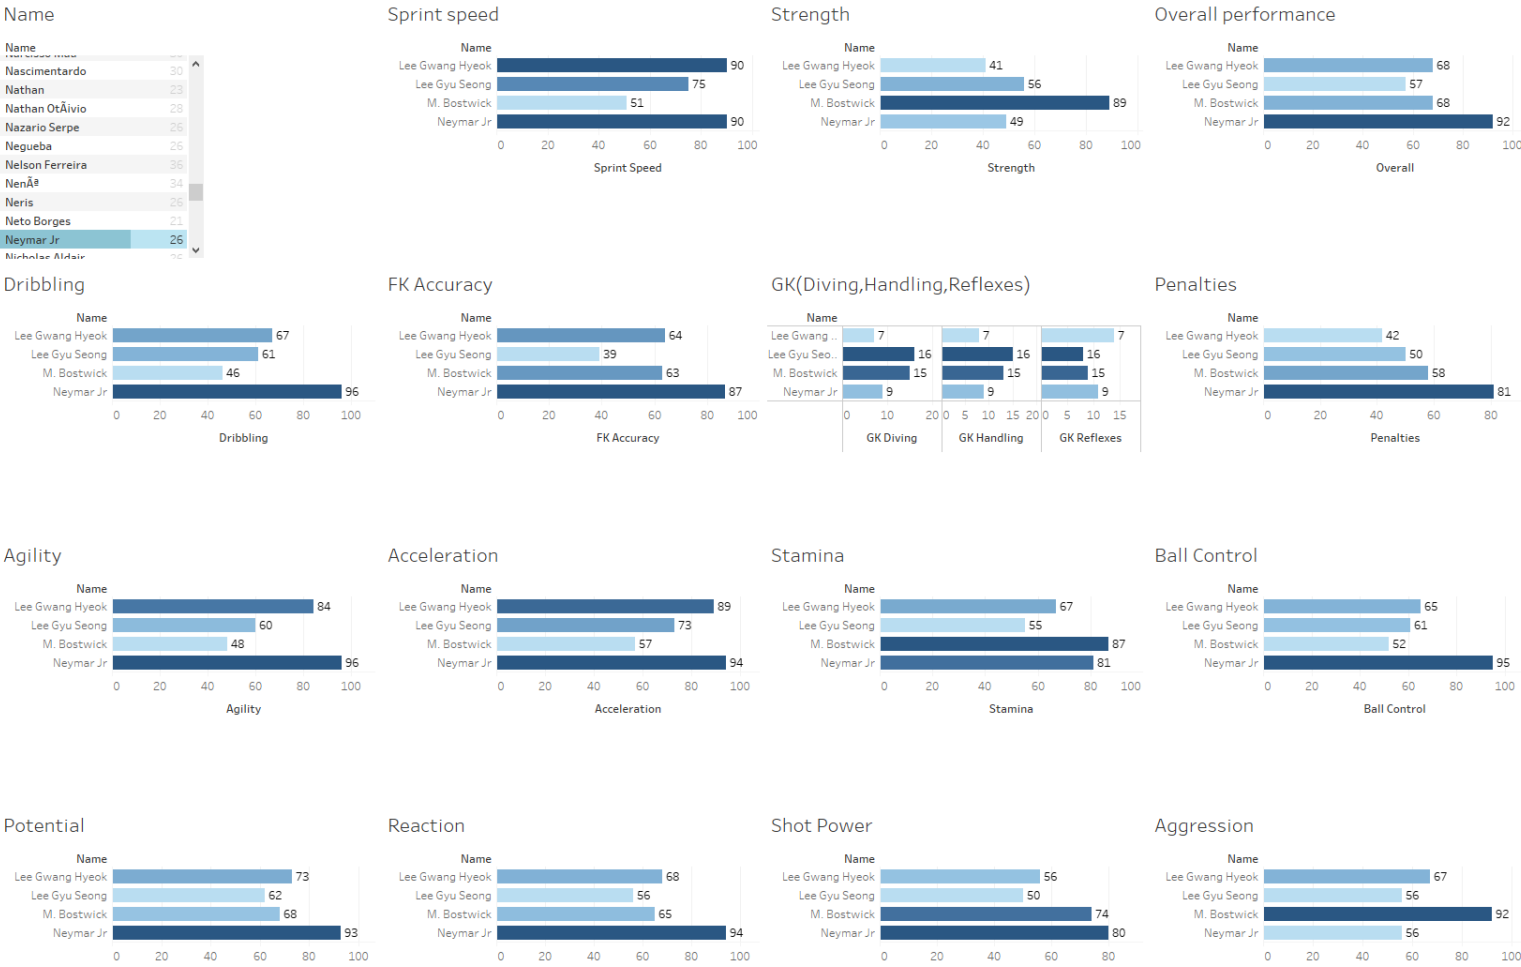 Name
Name
Nascimentardo 30
Nathan 23
Nathan OtÃivio 28
Nazario Serpe 26
Negueba 26
Nelson Ferreira 36
NenÃª 34
Neris 26
Neto Borges 21
Neymar Jr 26
Nicholas Aldair 26
Sprint speed
Name
Lee Gwang Hyeok 90
Lee Gyu Seong 75
M. Bostwick 51
Neymar Jr 90
0 20 40 60 80 100
Sprint Speed
Strength
Name
Lee Gwang Hyeok 41
Lee Gyu Seong 56
M. Bostwick 89
Neymar Jr 49
0 20 40 60 80 100
Strength
Overall performance
Name
Lee Gwang Hyeok 68
Lee Gyu Seong 57
M. Bostwick 68
Neymar Jr 92
0 20 40 60 80 100
Overall
Dribbling
Name
Lee Gwang Hyeok 67
Lee Gyu Seong 61
M. Bostwick 46
Neymar Jr 96
0 20 40 60 80 100
Dribbling
FK Accuracy
Name
Lee Gwang Hyeok 64
Lee Gyu Seong 39
M. Bostwick 63
Neymar Jr 87
0 20 40 60 80 100
FK Accuracy
GK(Diving,Handling,Reflexes)
Name
Lee Gwang .. 7 7 7
Lee Gyu Seo.. 16 16 16
M. Bostwick 15 15 15
Neymar Jr 9 9 9
0 10 20 0 5 10 15 20 0 5 10 15
GK Diving GK Handling GK Reflexes
Penalties
Name
Lee Gwang Hyeok 42
Lee Gyu Seong 50
M. Bostwick 58
Neymar Jr 81
0 20 40 60 80
Penalties
Agility
Name
Lee Gwang Hyeok 84
Lee Gyu Seong 60
M. Bostwick 48
Neymar Jr 96
0 20 40 60 80 100
Agility
Acceleration
Name
Lee Gwang Hyeok 89
Lee Gyu Seong 73
M. Bostwick 57
Neymar Jr 94
0 20 40 60 80 100
Acceleration
Stamina
Name
Lee Gwang Hyeok 67
Lee Gyu Seong 55
M. Bostwick 87
Neymar Jr 81
0 20 40 60 80 100
Stamina
Ball Control
Name
Lee Gwang Hyeok 65
Lee Gyu Seong 61
M. Bostwick 52
Neymar Jr 95
0 20 40 60 80 100
Ball Control
Potential
Name
Lee Gwang Hyeok 73
Lee Gyu Seong 62
M. Bostwick 68
Neymar Jr 93
0 20 40 60 80 100
Reaction
Name
Lee Gwang Hyeok 68
Lee Gyu Seong 56
M. Bostwick 65
Neymar Jr 94
0 20 40 60 80 100
Shot Power
Name
Lee Gwang Hyeok 56
Lee Gyu Seong 50
M. Bostwick 74
Neymar Jr 80
0 20 40 60 80
Aggression
Name
Lee Gwang Hyeok 67
Lee Gyu Seong 56
M. Bostwick 92
Neymar Jr 56
0 20 40 60 80 100